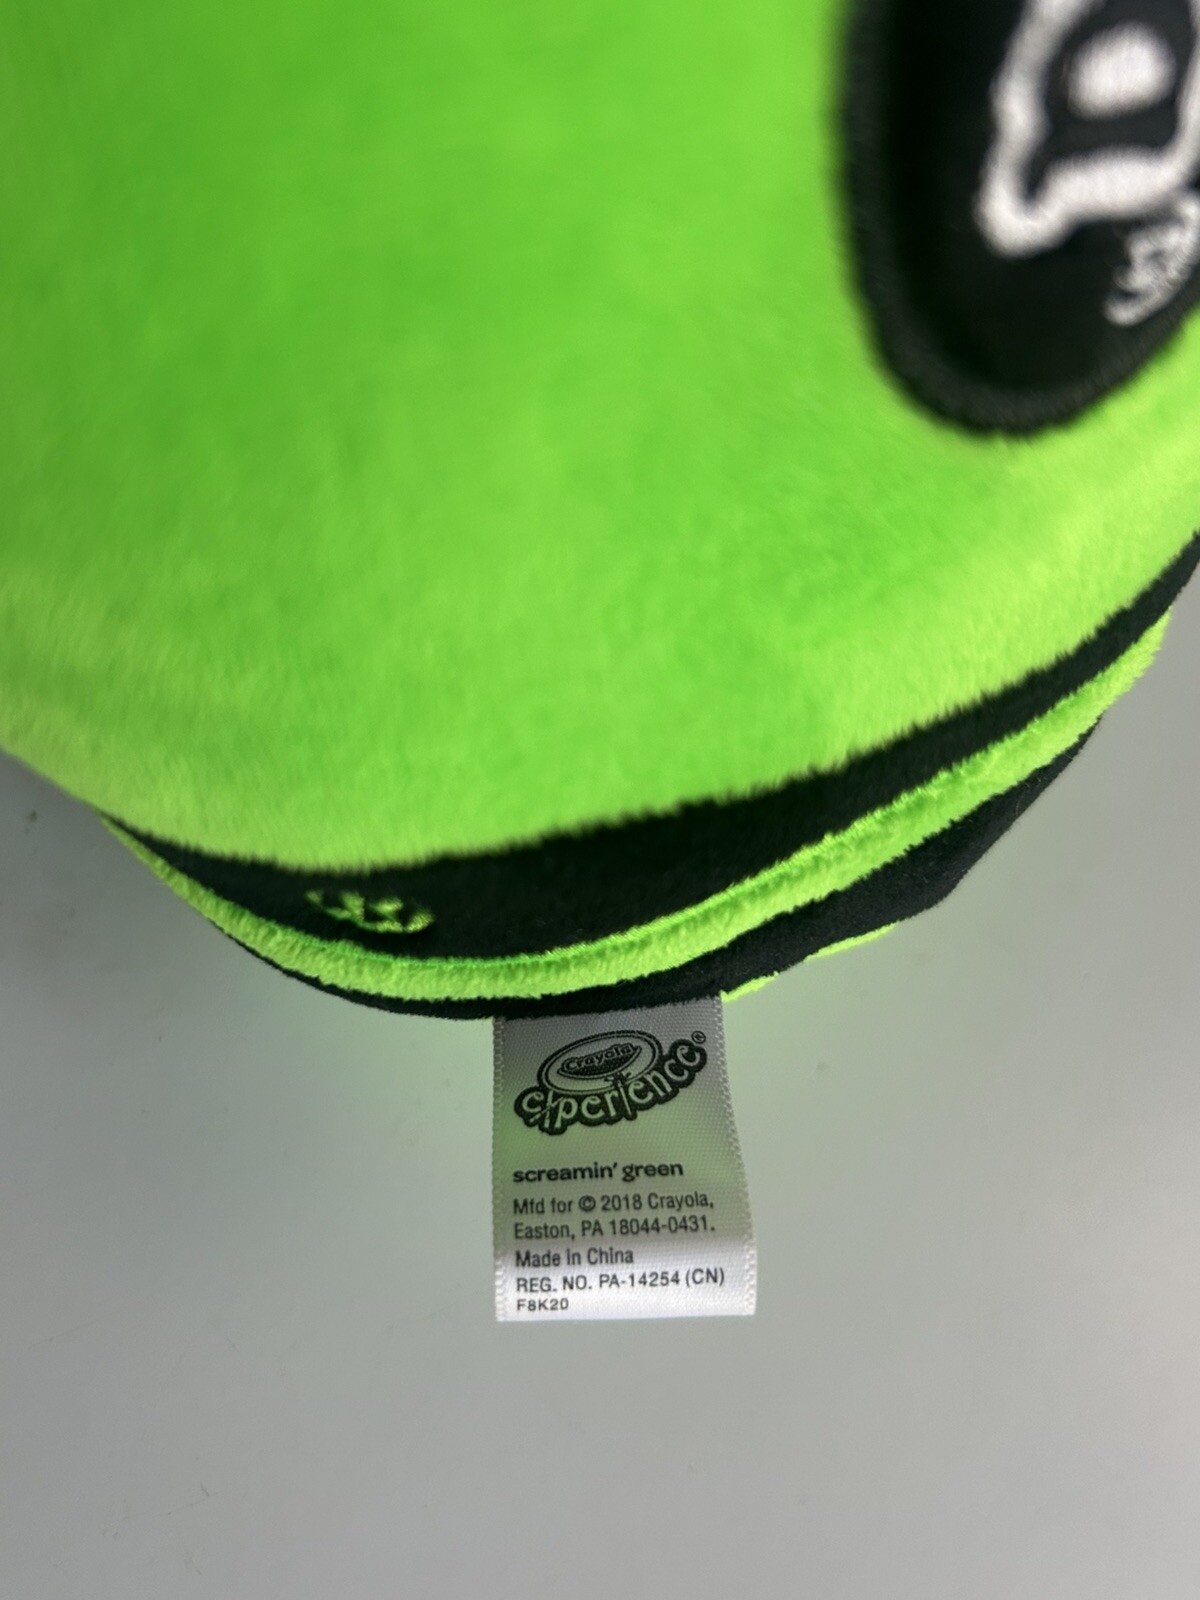 Crayola
experience®
screamin' green
Mfd for © 2018 Crayola,
Easton, PA 18044-0431.
Made in China
REG. NO. PA-14254 (CN)
F8K20